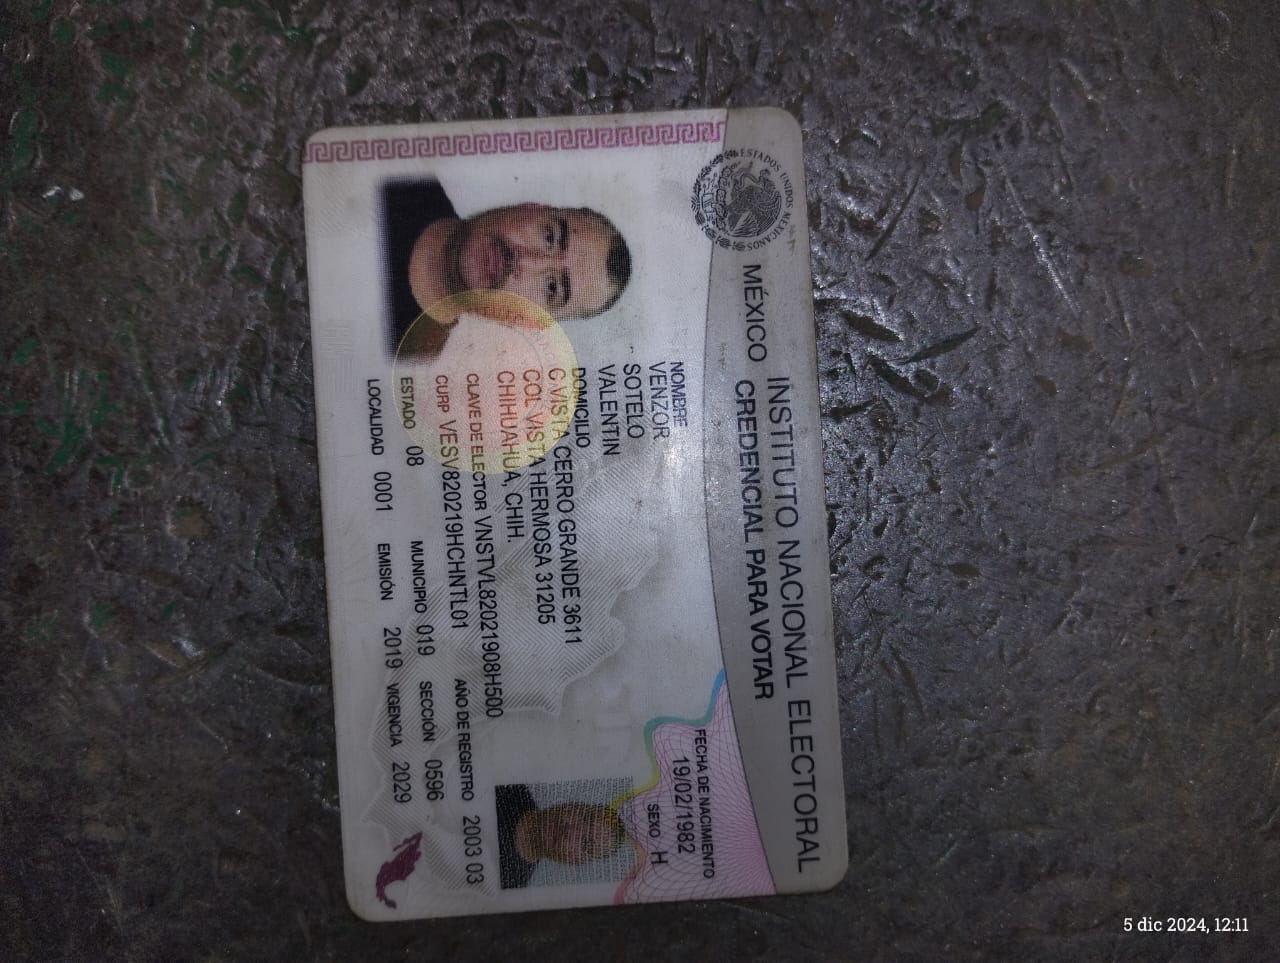 ESTADOS UNIDOS MEXICANOS
INSTITUTO NACIONAL ELECTORAL
MÉXICO CREDENCIAL PARA VOTAR
NOMBRE
VENZOR
SOTELO
VALENTIN
FECHA DE NACIMIENTO
19/02/1982
SEXO H
DOMICILIO
C VISTA CERRO GRANDE 3611
COL VISTA HERMOSA 31205
CHIHUAHUA, CHIH.
CLAVE DE ELECTOR VNSTVL82021908H500
CURP VESV820219HCHNTL01 AÑO DE REGISTRO 2003 03
ESTADO 08 MUNICIPIO 019 SECCIÓN 0596
LOCALIDAD 0001 EMISIÓN 2019 VIGENCIA 2029
5 dic 2024, 12:11